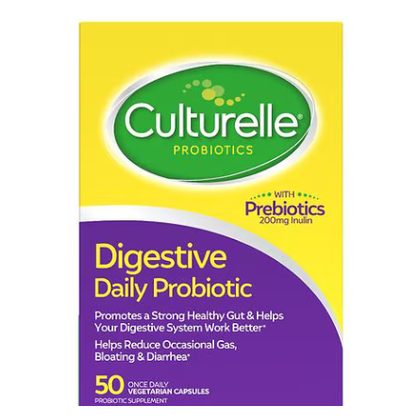 Culturelle®
PROBIOTICS
WITH
Prebiotics
200mg Inulin
Digestive
Daily Probiotic
Promotes a Strong Healthy Gut & Helps
Your Digestive System Work Better*
Helps Reduce Occasional Gas,
Bloating & Diarrhea*
50 ONCE DAILY
VEGETARIAN CAPSULES
PROBIOTIC SUPPLEMENT